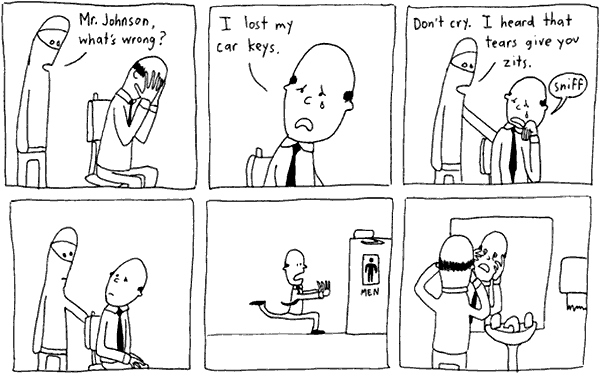 Mr. Johnson,
what's wrong?
I lost my
car keys.
Don't cry. I heard that
tears give you
zits.
sniff
MEN